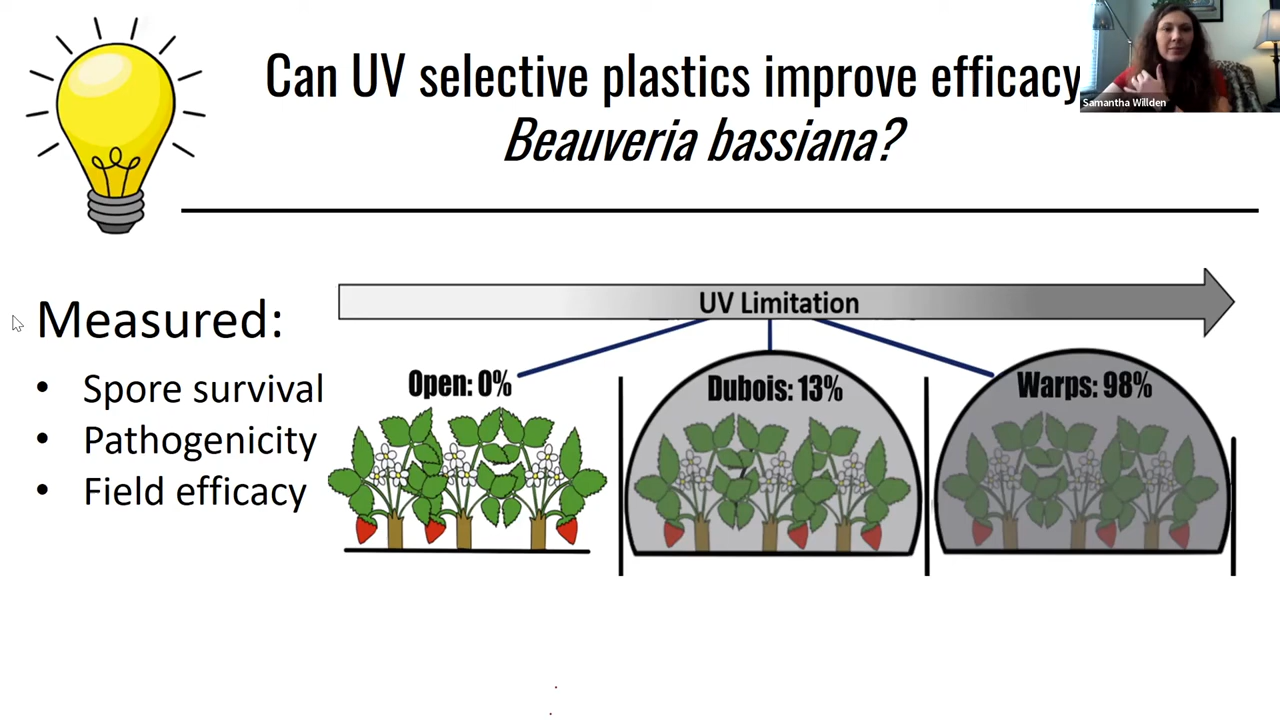 Can UV selective plastics improve efficacy
Beauveria bassiana?
Samantha Willden
Measured:
• Spore survival
• Pathogenicity
• Field efficacy
UV Limitation
Open: 0%
Dubois: 13%
Warps: 98%